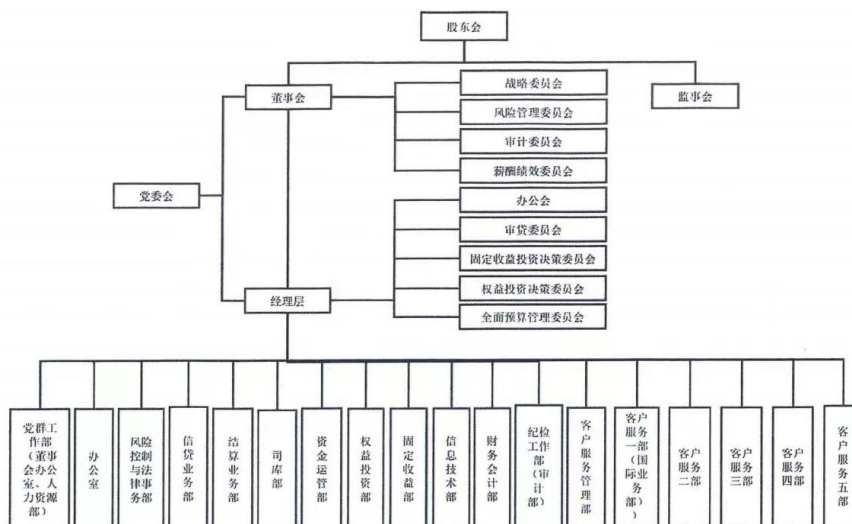 股东会
董事会
监事会
战略委员会
风险管理委员会
审计委员会
薪酬绩效委员会
党委会
办公会
审贷委员会
固定收益投资决策委员会
权益投资决策委员会
全面预算管理委员会
经理层
党群工
作部
（董事
会办公
室、人
力资源
部）
办公室
风险
控制
与法
律事
务部
信贷业务部
结算业务部
司库部
资金运管部
权益投资部
固定收益部
信息技术部
财务会计部
纪检
工作
部
（审
计部
）
客户服务管理部
客户
服务
一部
（国
际业
务部
）
客户
服务
二部
客户
服务
三部
客户
服务
四部
客户服务五部